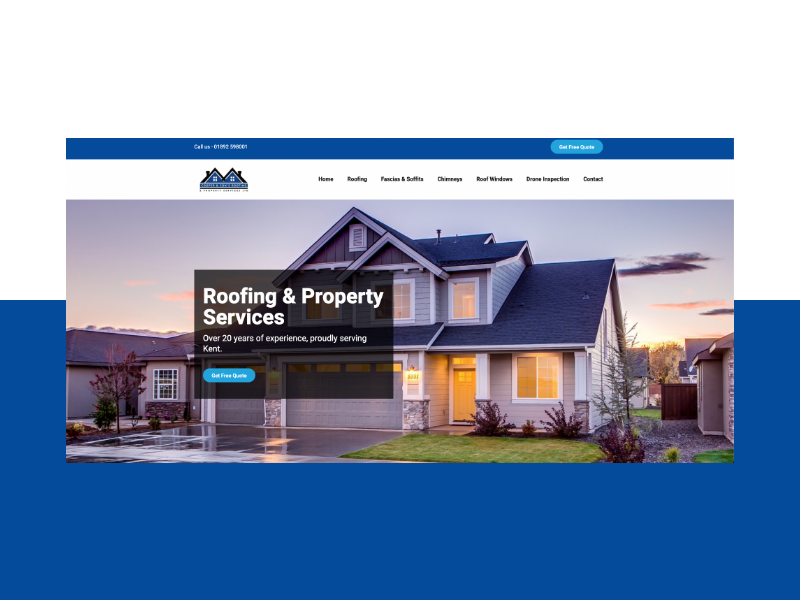 Call us - 01892 598001
Get Free Quote
Home Roofing Fascias & Soffits Chimneys Roof Windows Drone Inspection Contact
Roofing & Property
Services
Over 20 years of experience, proudly serving
Kent.
Get Free Quote